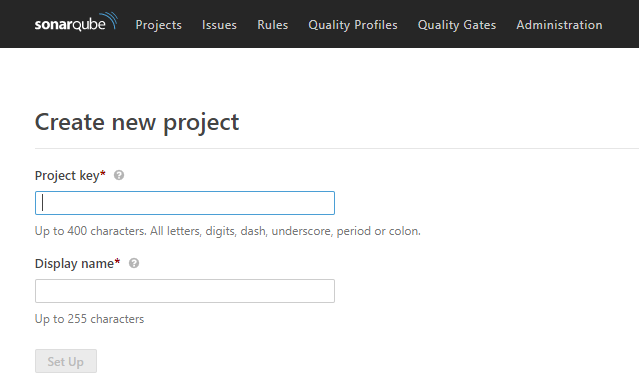 sonarqube Projects Issues Rules Quality Profiles Quality Gates Administration
Create new project
Project key* ?
Up to 400 characters. All letters, digits, dash, underscore, period or colon.
Display name* ?
Up to 255 characters
Set Up